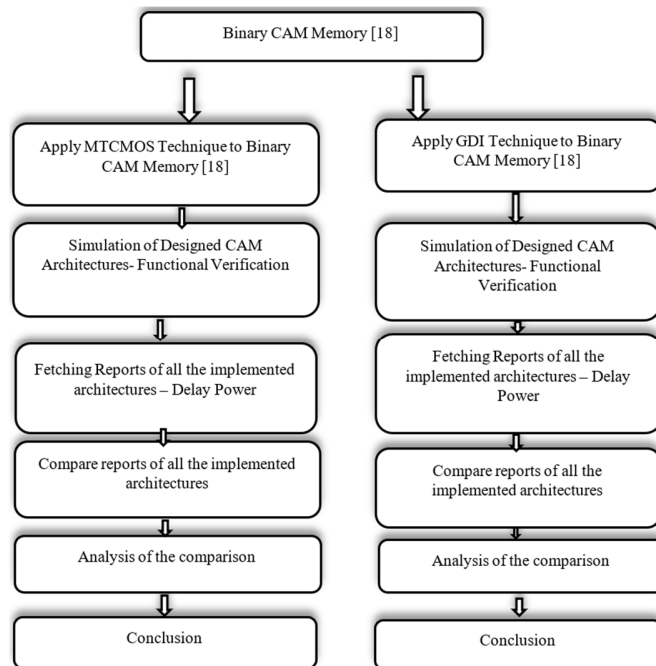 Binary CAM Memory [18]
Apply MTCMOS Technique to Binary
CAM Memory [18]
Simulation of Designed CAM
Architectures- Functional Verification
Fetching Reports of all the implemented
architectures – Delay Power
Compare reports of all the implemented
architectures
Analysis of the comparison
Conclusion
Apply GDI Technique to Binary
CAM Memory [18]
Simulation of Designed CAM
Architectures- Functional
Verification
Fetching Reports of all the
implemented architectures – Delay
Power
Compare reports of all the
implemented architectures
Analysis of the comparison
Conclusion